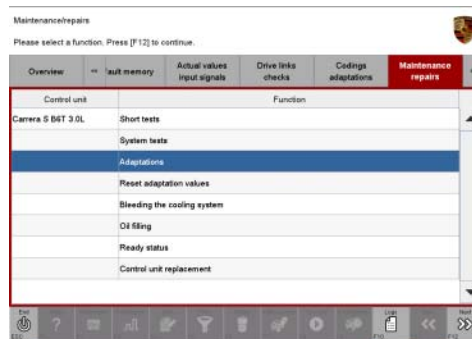 Maintenance/repairs
Please select a function. Press [F12] to continue.
Overview
ault memory
Actual values input signals
Drive links checks
Codings adaptations
Maintenance repairs
Control unit
Function
Carrera S B6T 3.0L
Short tests
System tests
Adaptations
Reset adaptation values
Bleeding the cooling system
Oil filling
Ready status
Control unit replacement